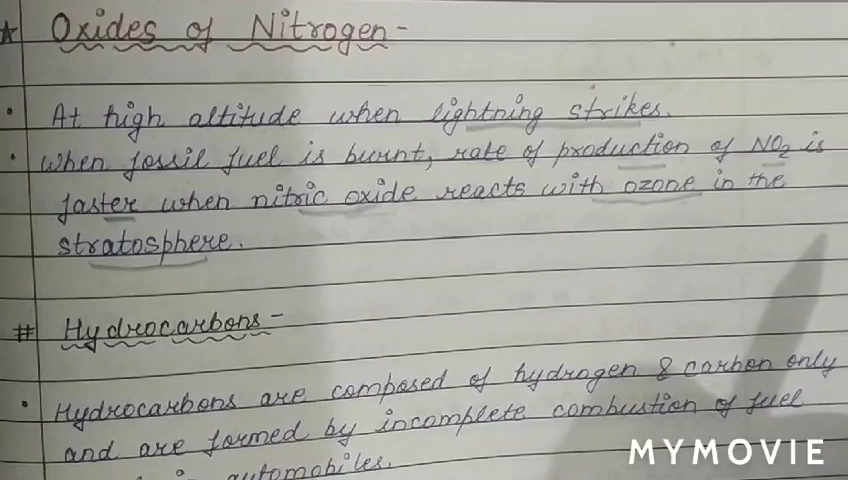 ★ Oxides of Nitrogen -
• At high altitude when lightning strikes.
• When fossil fuel is burnt, rate of production of NO₂ is
faster when nitric oxide reacts with ozone in the
stratosphere.
# Hydrocarbons -
• Hydrocarbons are composed of hydrogen & carbon only
and are formed by incomplete combustion of fuel
automobiles.
MYMOVIE